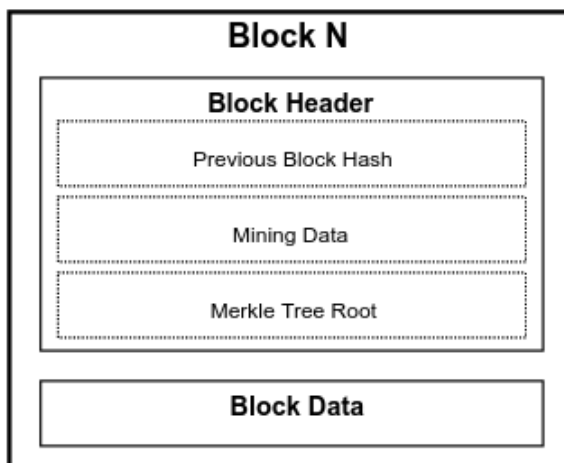 Block N
Block Header
Previous Block Hash
Mining Data
Merkle Tree Root
Block Data